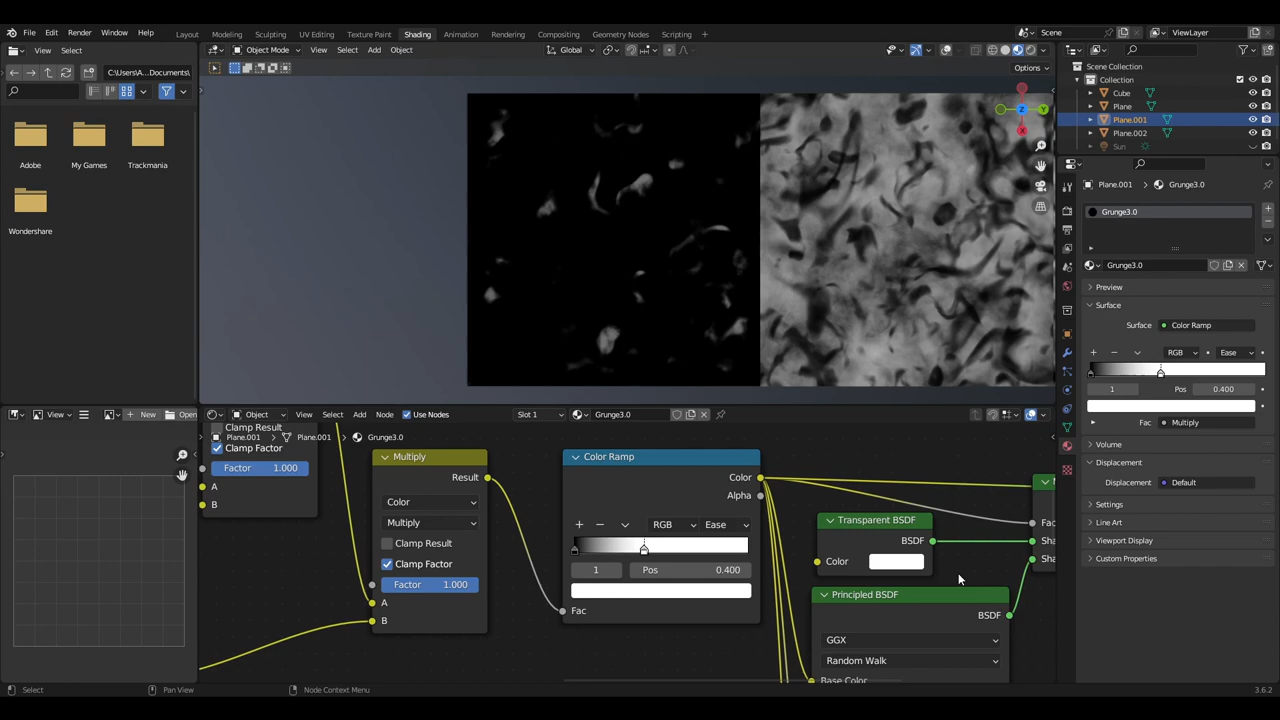 File Edit Render Window Help Layout Modeling Sculpting UV Editing Texture Paint Shading Animation Rendering Compositing Geometry Nodes Scripting Scene ViewLayer
View Select Object Mode View Select Add Object Global
C:\Users\A...Documents\ Options
Scene Collection
Collection
Cube
Plane
Plane.001
Plane.002
Sun
Adobe My Games Trackmania
Wondershare
Plane.001 Grunge3.0
Grunge3.0
Grunge3.0
Preview
Surface
Surface Color Ramp
RGB Ease
1 Pos 0.400
Fac Multiply
Volume
Displacement
Displacement Default
Settings
Line Art
Viewport Display
Custom Properties
View New Open Object View Select Add Node Use Nodes Slot 1 Grunge3.0
Clamp Result
Plane.001 Plane.001 Grunge3.0
Clamp Factor
Factor 1.000
A
B
Multiply
Result
Color
Multiply
Clamp Result
Clamp Factor
Factor 1.000
A
B
Color Ramp
Color
Alpha
RGB Ease
1 Pos 0.400
Fac
Transparent BSDF
BSDF
Color
Principled BSDF
BSDF
GGX
Random Walk
Base Color
Fac
Sha
Sha
Select Pan View Node Context Menu 3.6.2